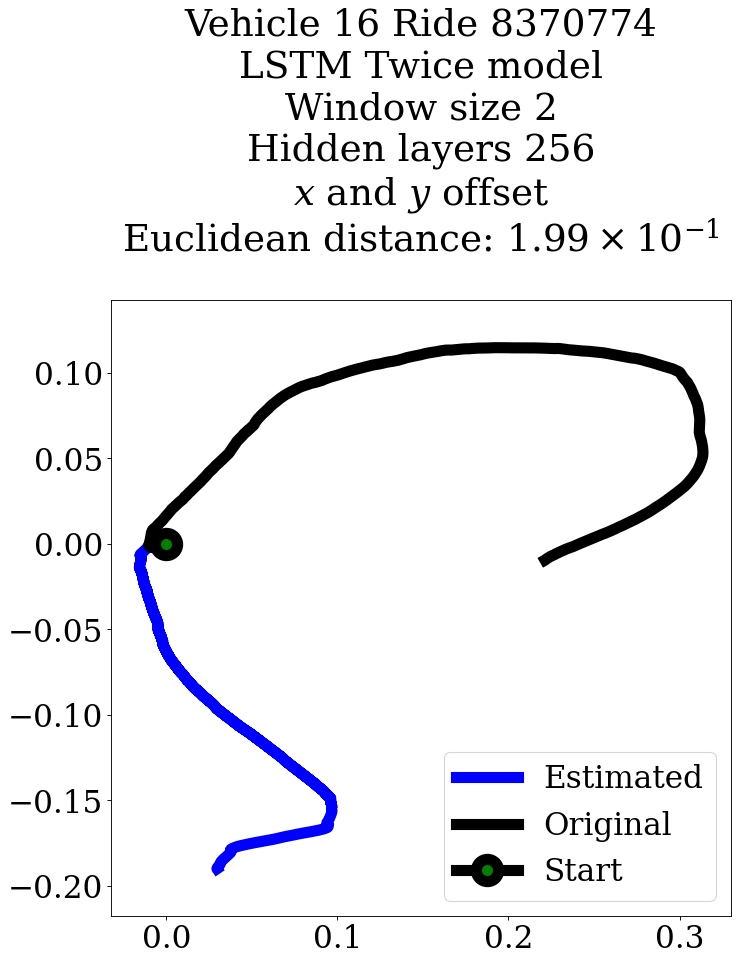 Vehicle 16 Ride 8370774
LSTM Twice model
Window size 2
Hidden layers 256
x and y offset
Euclidean distance: 1.99 × 10⁻¹
0.10
0.05
0.00
−0.05
−0.10
−0.15
−0.20
Estimated
Original
Start
0.0 0.1 0.2 0.3